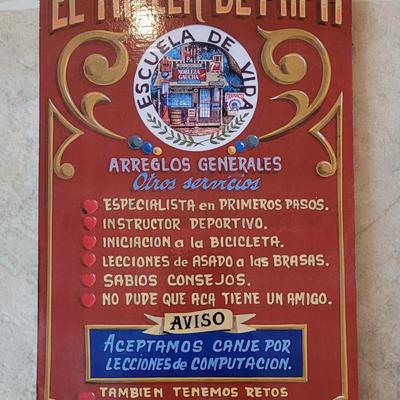 EL TALLER DE PAPA
ESCUELA DE VIDA
NOBLEZA
GAUCHA
ARREGLOS GENERALES
Otros servicios
ESPECIALISTA en PRIMEROS PASOS.
INSTRUCTOR DEPORTIVO.
INICIACION a la BICICLETA.
LECCIONES de ASADO a las BRASAS.
SABIOS CONSEJOS.
NO DUDE QUE ACA TIENE UN AMIGO.
AVISO
ACEPTAMOS CANJE POR
LECCIONES de COMPUTACION.
TAMBIEN TENEMOS RETOS